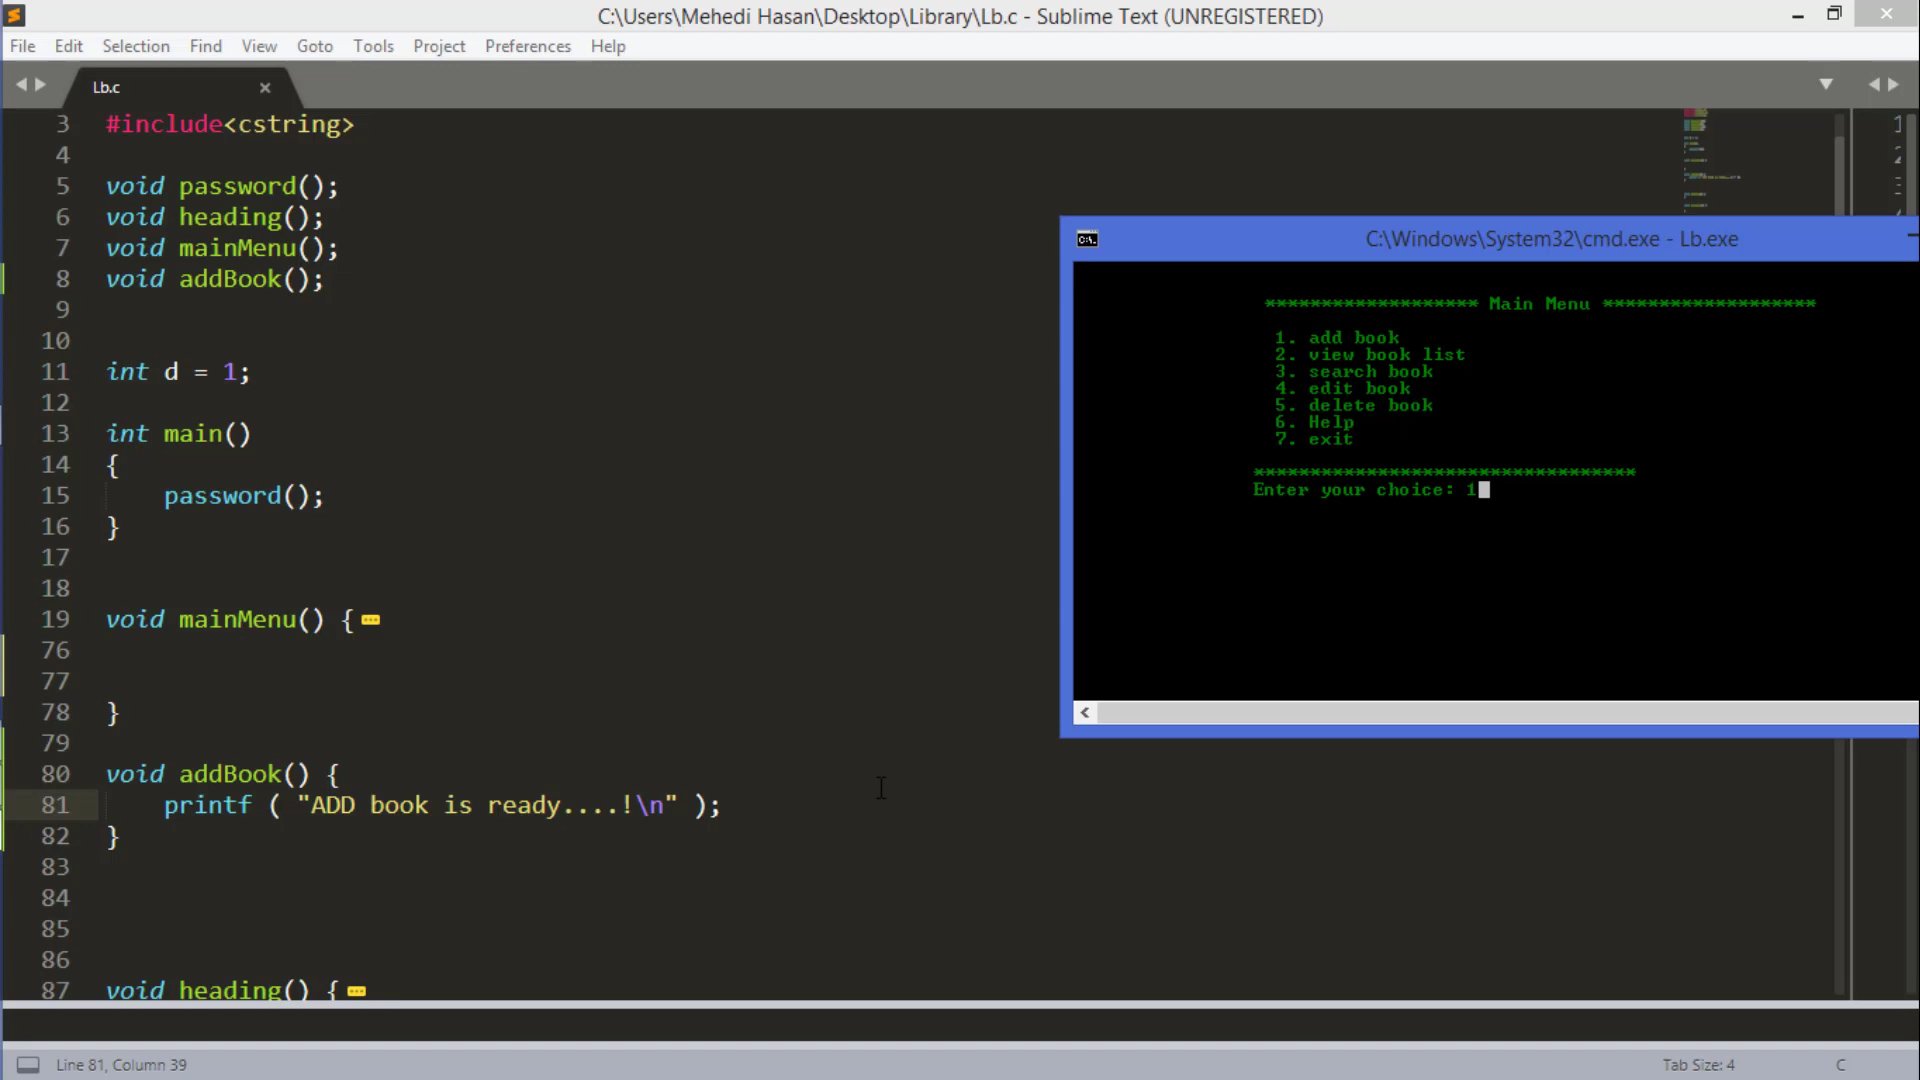 C:\Users\Mehedi Hasan\Desktop\Library\Lb.c - Sublime Text (UNREGISTERED)
File Edit Selection Find View Goto Tools Project Preferences Help
Lb.c
3 #include<cstring>
4
5 void password();
6 void heading();
7 void mainMenu();
8 void addBook();
9
10
11 int d = 1;
12
13 int main()
14 {
15 password();
16 }
17
18
19 void mainMenu() {
76
77
78 }
79
80 void addBook() {
81 printf ( "ADD book is ready....!\n" );
82 }
83
84
85
86
87 void heading() {
C:\Windows\System32\cmd.exe - Lb.exe
******************* Main Menu *******************
1. add book
2. view book list
3. search book
4. edit book
5. delete book
6. Help
7. exit
**********************************
Enter your choice: 1
Line 81, Column 39
Tab Size: 4
C